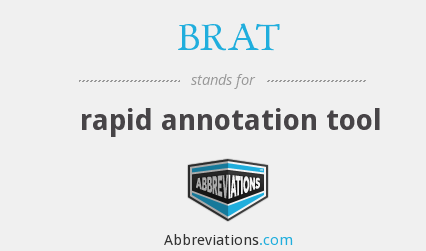 BRAT
stands for
rapid annotation tool
ABBREVIATIONS
Abbreviations.com